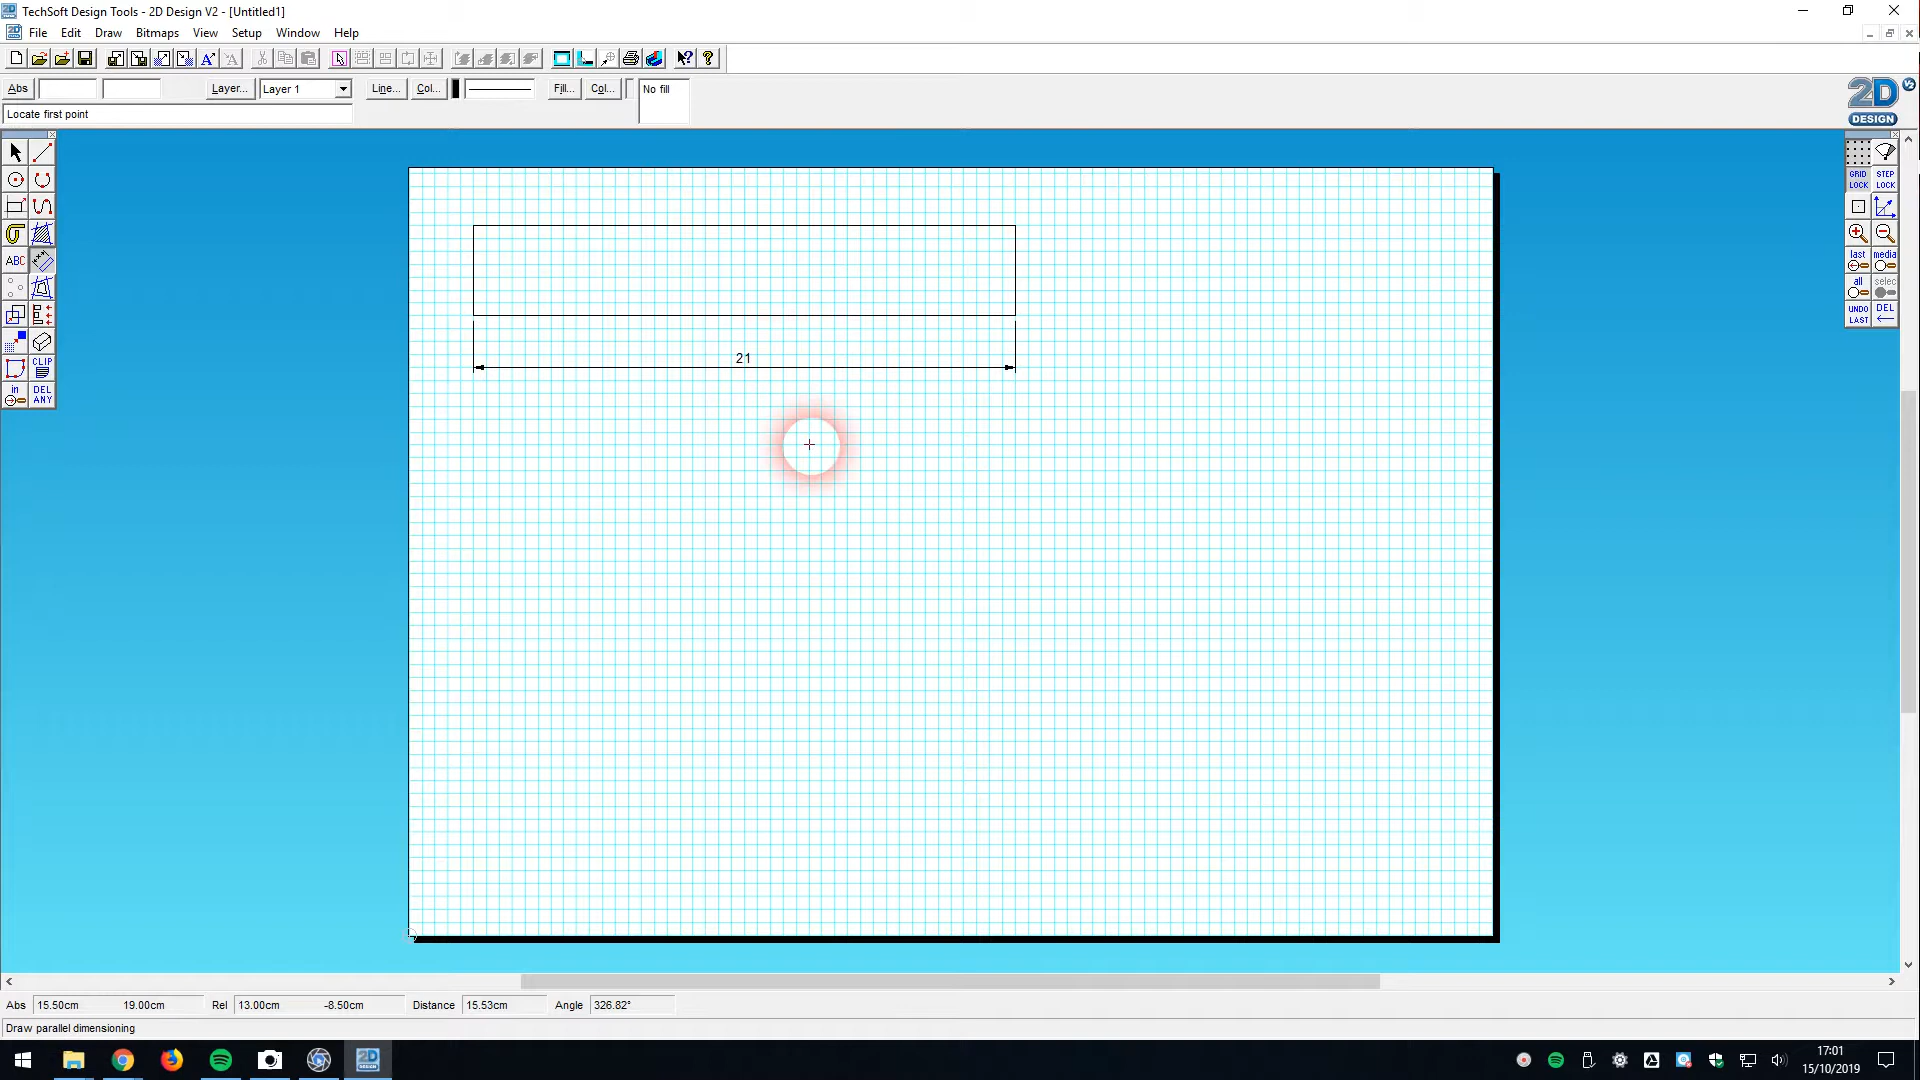 TechSoft Design Tools - 2D Design V2 - [Untitled1]
File Edit Draw Bitmaps View Setup Window Help
Abs Layer... Layer 1 Line... Col... Fill... Col... No fill
Locate first point
2D V2
DESIGN
GRID LOCK STEP LOCK
ABC
last media
all selec
UNDO LAST DEL
CLIP
in DEL ANY
21
Abs 15.50cm 19.00cm Rel 13.00cm -8.50cm Distance 15.53cm Angle 326.82°
Draw parallel dimensioning
2D DESIGN
17:01
15/10/2019